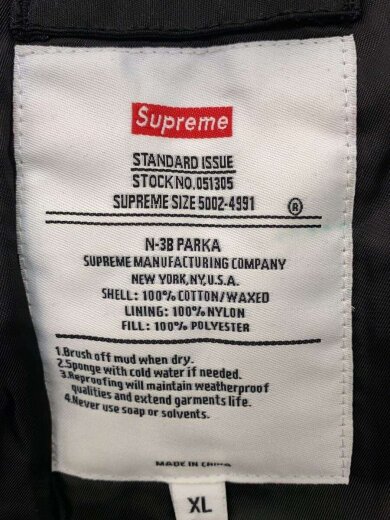 Supreme
STANDARD ISSUE
STOCK NO. 051305
SUPREME SIZE 5002-4991 ®
N-3B PARKA
SUPREME MANUFACTURING COMPANY
NEW YORK, NY, U.S.A.
SHELL: 100% COTTON/WAXED
LINING: 100% NYLON
FILL: 100% POLYESTER
1.Brush off mud when dry.
2.Sponge with cold water if needed.
3.Reproofing will maintain weatherproof
qualities and extend garments life.
4.Never use soap or solvents.
MADE IN CHINA
XL